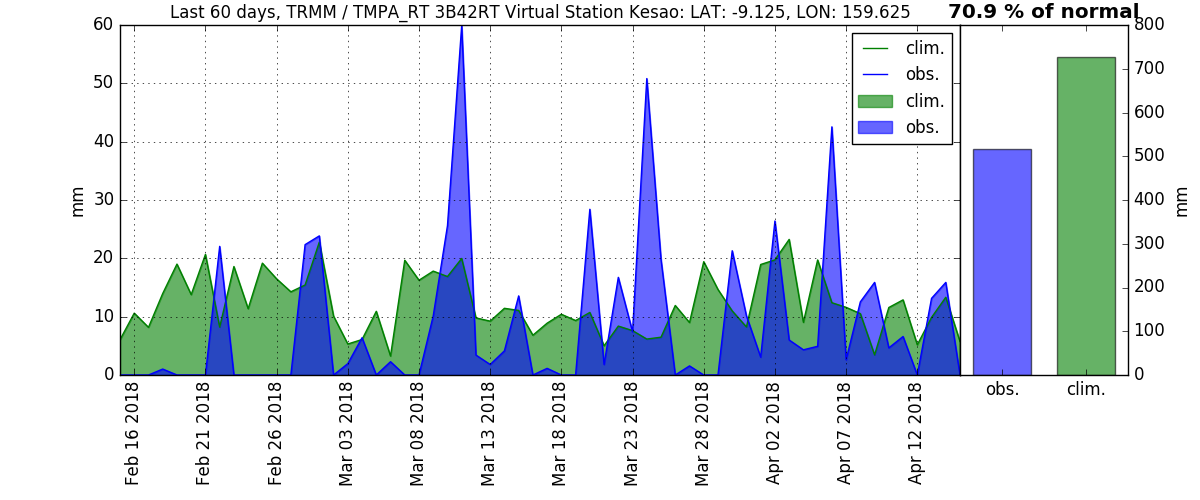 Last 60 days, TRMM / TMPA_RT 3B42RT Virtual Station Kesao: LAT: -9.125, LON: 159.625
70.9 % of normal
60
50
40
30
20
10
0
mm
clim.
obs.
clim.
obs.
800
700
600
500
400
300
200
100
0
mm
obs.
clim.
Feb 16 2018
Feb 21 2018
Feb 26 2018
Mar 03 2018
Mar 08 2018
Mar 13 2018
Mar 18 2018
Mar 23 2018
Mar 28 2018
Apr 02 2018
Apr 07 2018
Apr 12 2018